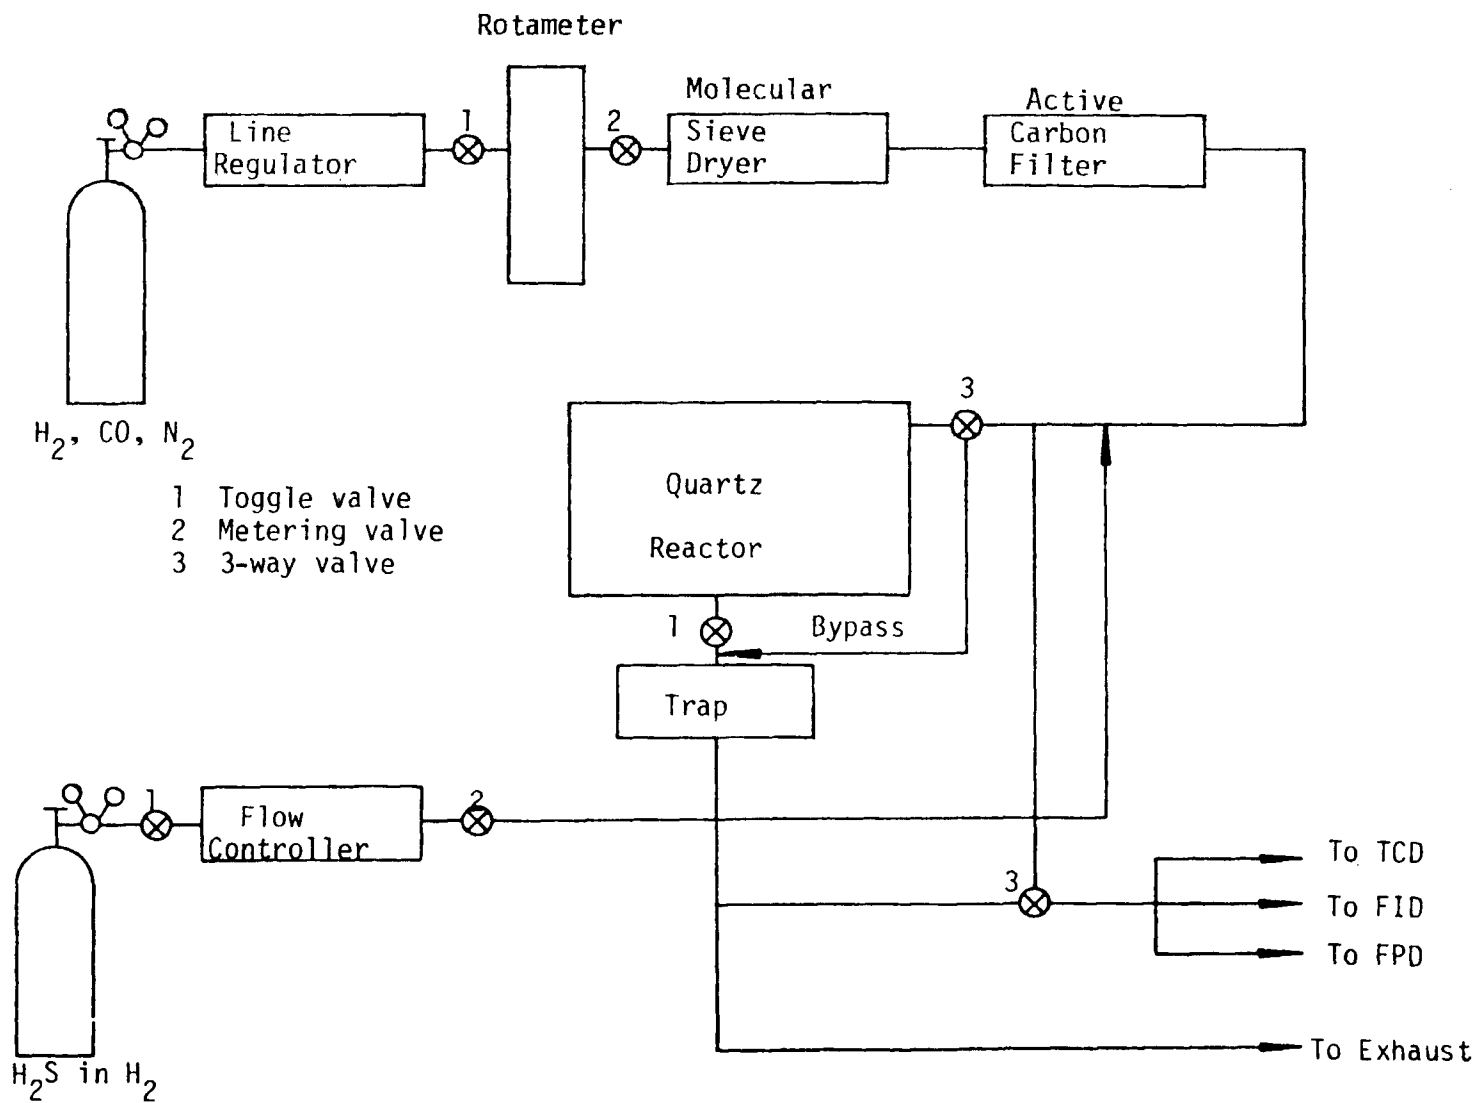 Rotameter
1
2
Line
Regulator
Molecular
Sieve
Dryer
Active
Carbon
Filter
H2, CO, N2
1 Toggle valve
2 Metering valve
3 3-way valve
3
Quartz
Reactor
1
Bypass
Trap
1
Flow
Controller
2
3
To TCD
To FID
To FPD
To Exhaust
H2S in H2